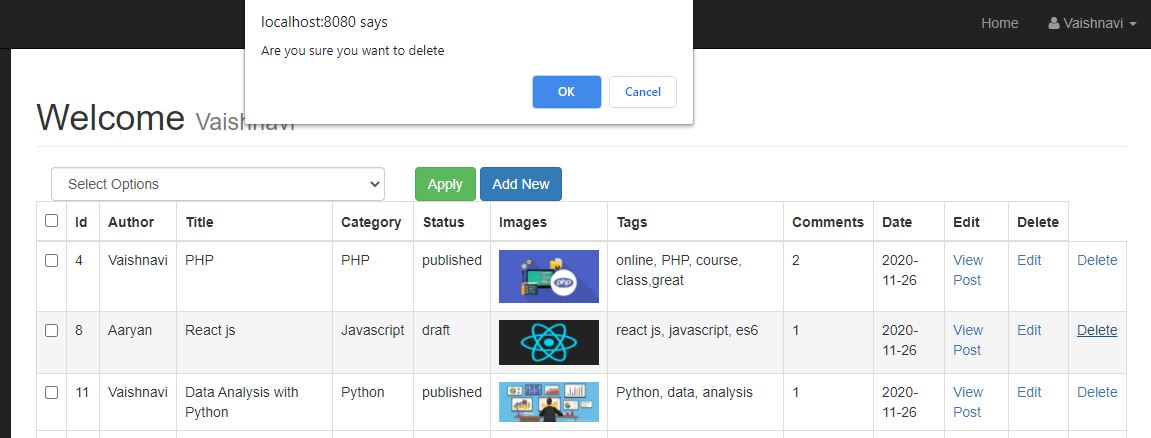 localhost:8080 says
Are you sure you want to delete
OK Cancel
Home Vaishnavi
Welcome Vaishnavi
Select Options Apply Add New
Id Author Title Category Status Images Tags Comments Date Edit Delete
4 Vaishnavi PHP PHP published php online, PHP, course, 2 2020- View Edit Delete
class,great 11-26 Post
8 Aaryan React js Javascript draft react js, javascript, es6 1 2020- View Edit Delete
11-26 Post
11 Vaishnavi Data Analysis with Python published Python, data, analysis 1 2020- View Edit Delete
Python 11-26 Post